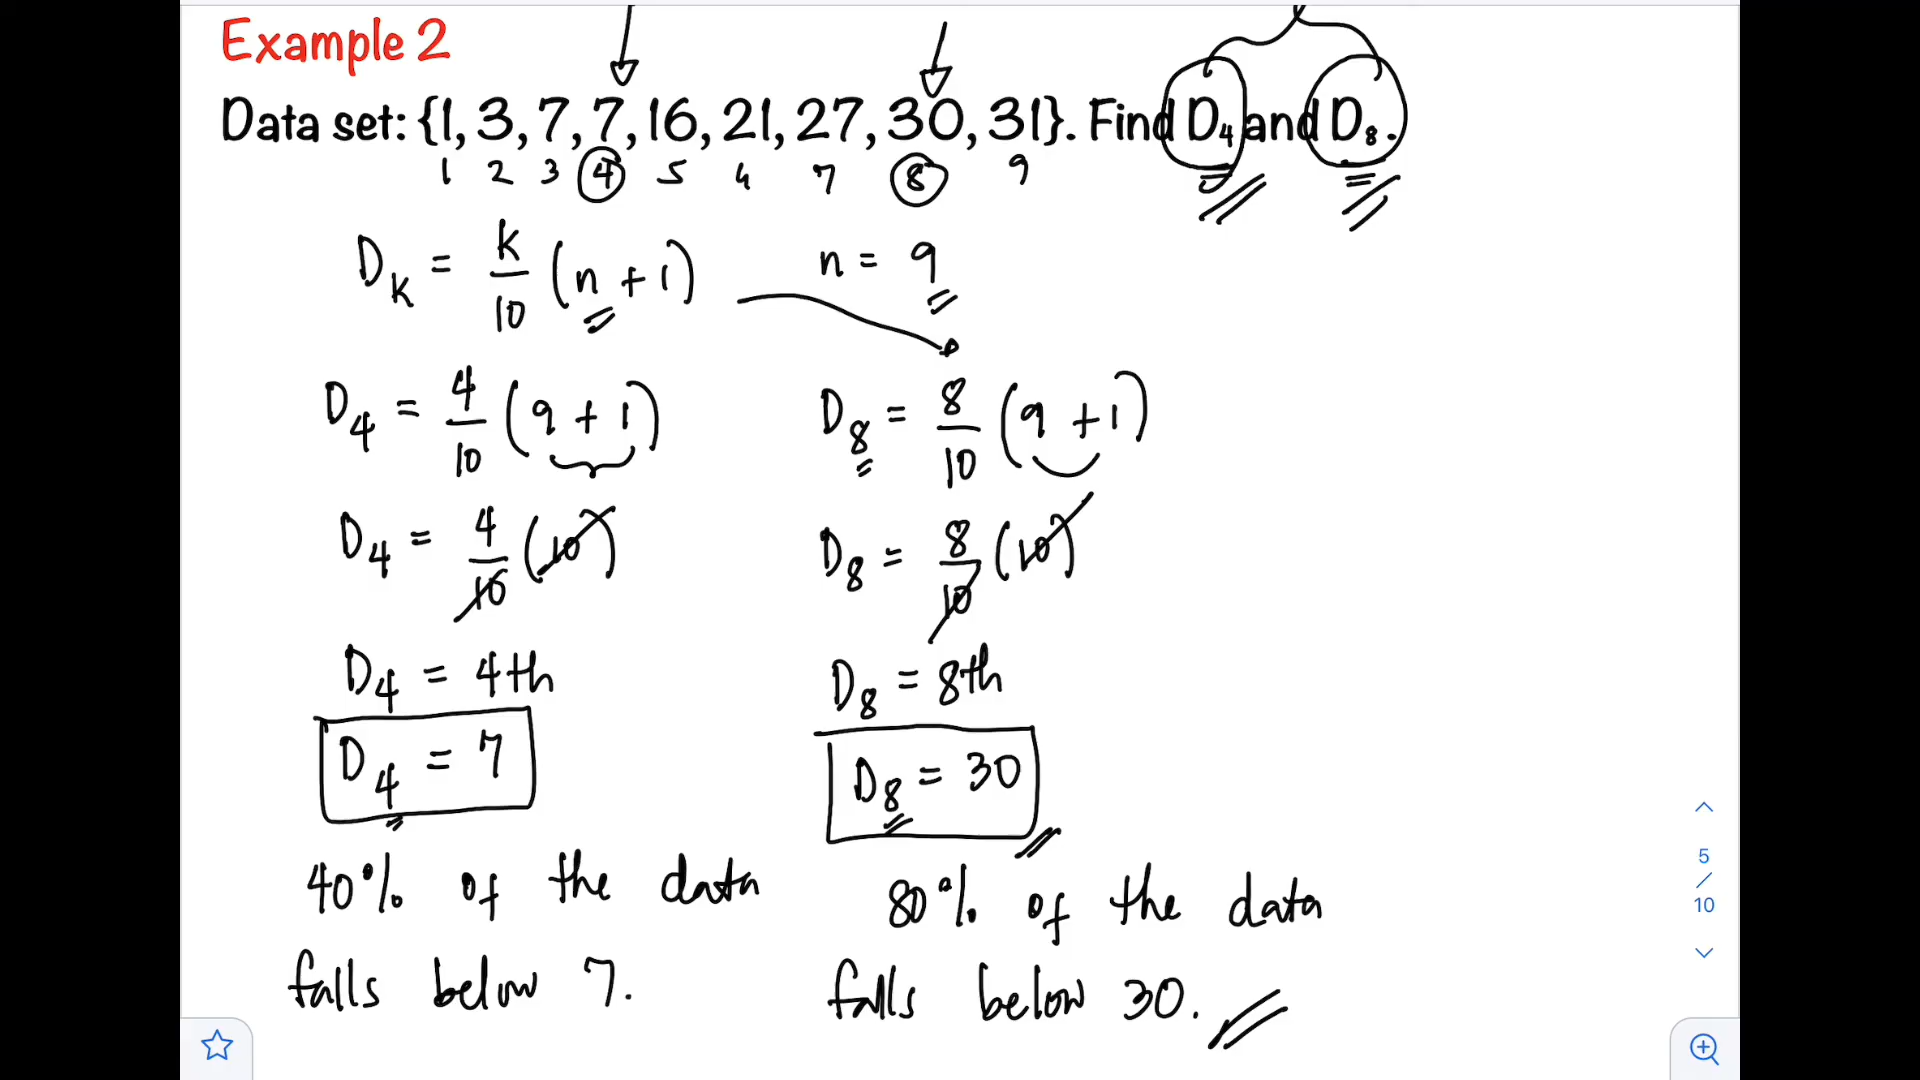 Example 2
Data set: {1, 3, 7, 7, 16, 21, 27, 30, 31}. Find D₄ and D₈.
1 2 3 4 5 4 7 8 9
Dₖ = k/10 (n + 1) n = 9
D₄ = 4/10 (9 + 1) D₈ = 8/10 (9 + 1)
D₄ = 4/10 (10) D₈ = 8/10 (10)
D₄ = 4th D₈ = 8th
D₄ = 7 D₈ = 30
40% of the data 80% of the data
falls below 7. falls below 30.
5
/
10